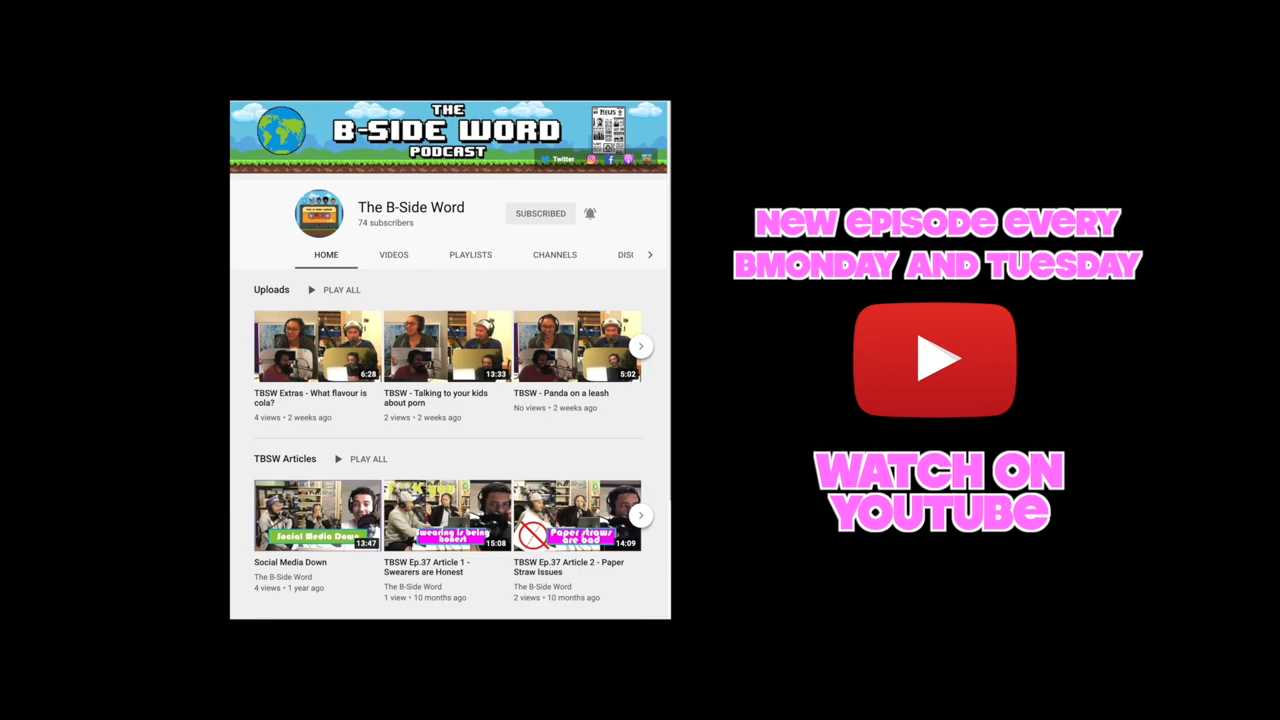 THE
B-SIDE WORD
PODCAST
NEWS
Twitter
The B-Side Word
74 subscribers
SUBSCRIBED
HOME VIDEOS PLAYLISTS CHANNELS DISC
Uploads PLAY ALL
6:28 13:33 5:02
TBSW Extras - What flavour is cola?
4 views • 2 weeks ago
TBSW - Talking to your kids about porn
2 views • 2 weeks ago
TBSW - Panda on a leash
No views • 2 weeks ago
TBSW Articles PLAY ALL
Social Media Down
13:47
swearing is being
honest
15:08
Paper straws
are bad
14:09
Social Media Down
The B-Side Word
4 views • 1 year ago
TBSW Ep.37 Article 1 -
Swearers are Honest
The B-Side Word
1 view • 10 months ago
TBSW Ep.37 Article 2 - Paper
Straw Issues
The B-Side Word
2 views • 10 months ago
NEW EPISODE EVERY
BMONDAY AND TUESDAY
WATCH ON
YOUTUBE